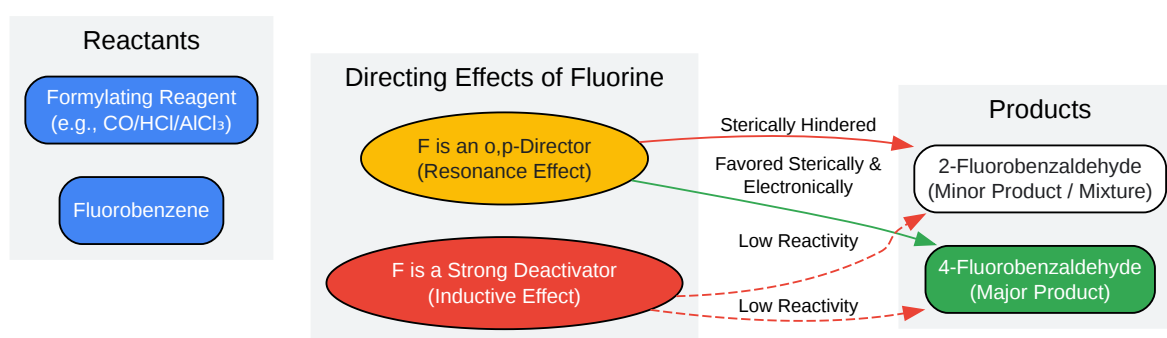 Reactants
Formylating Reagent
(e.g., CO/HCl/AlCl₃)
Fluorobenzene
Directing Effects of Fluorine
F is an o,p-Director
(Resonance Effect)
F is a Strong Deactivator
(Inductive Effect)
Sterically Hindered
Favored Sterically &
Electronically
Low Reactivity
Low Reactivity
Products
2-Fluorobenzaldehyde
(Minor Product / Mixture)
4-Fluorobenzaldehyde
(Major Product)